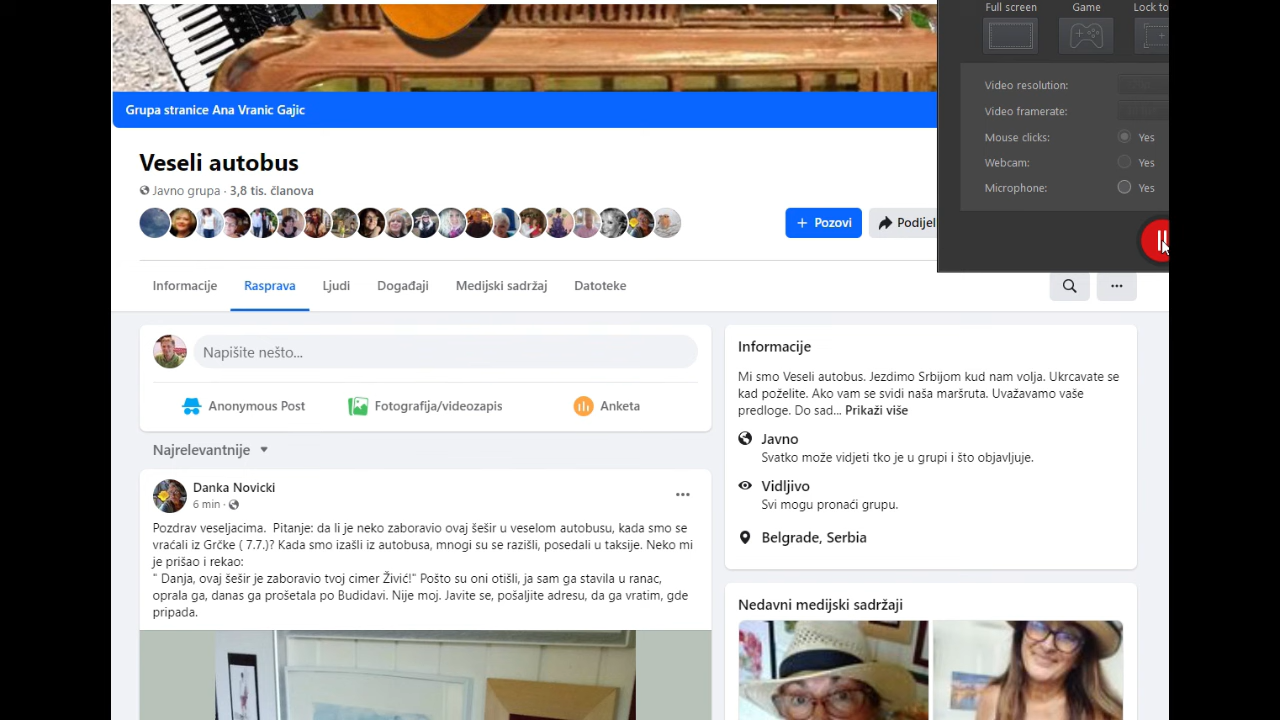 Full screen
Game
Lock to
Video resolution:
Video framerate:
Mouse clicks:
Yes
Webcam:
Yes
Microphone:
Yes
Grupa stranice Ana Vranic Gajic
Veseli autobus
Javno grupa · 3,8 tis. članova
+ Pozovi
Podijel
Informacije
Rasprava
Ljudi
Događaji
Medijski sadržaj
Datoteke
Napišite nešto...
Anonymous Post
Fotografija/videozapis
Anketa
Najrelevantnije
Danka Novicki
6 min ·
Pozdrav veseljacima. Pitanje: da li je neko zaboravio ovaj šešir u veselom autobusu, kada smo se
vraćali iz Grčke ( 7.7.)? Kada smo izašli iz autobusa, mnogi su se razišli, posedali u taksije. Neko mi
je prišao i rekao:
" Danja, ovaj šešir je zaboravio tvoj cimer Živić!" Pošto su oni otišli, ja sam ga stavila u ranac,
oprala ga, danas ga prošetala po Budidavi. Nije moj. Javite se, pošaljite adresu, da ga vratim, gde
pripada.
Informacije
Mi smo Veseli autobus. Jezdimo Srbijom kud nam volja. Ukrcavate se
kad poželite. Ako vam se svidi naša maršruta. Uvažavamo vaše
predloge. Do sad... Prikaži više
Javno
Svatko može vidjeti tko je u grupi i što objavljuje.
Vidljivo
Svi mogu pronaći grupu.
Belgrade, Serbia
Nedavni medijski sadržaji